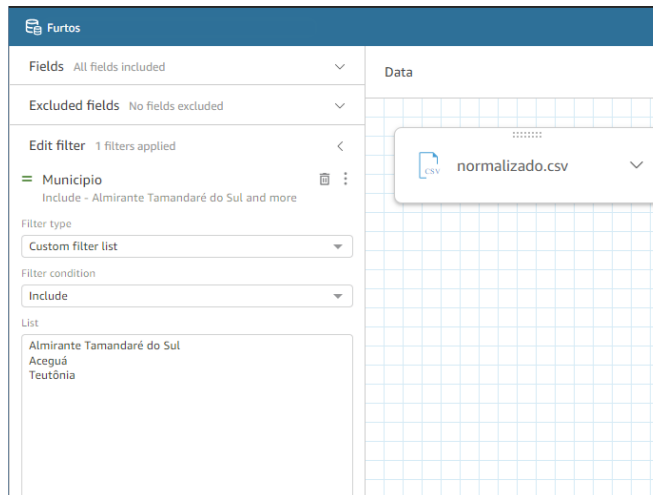 Furtos
Fields All fields included
Excluded fields No fields excluded
Edit filter 1 filters applied
Municipio
Include - Almirante Tamandaré do Sul and more
Filter type
Custom filter list
Filter condition
Include
List
Almirante Tamandaré do Sul
Aceguá
Teutônia
Data
CSV
normalizado.csv